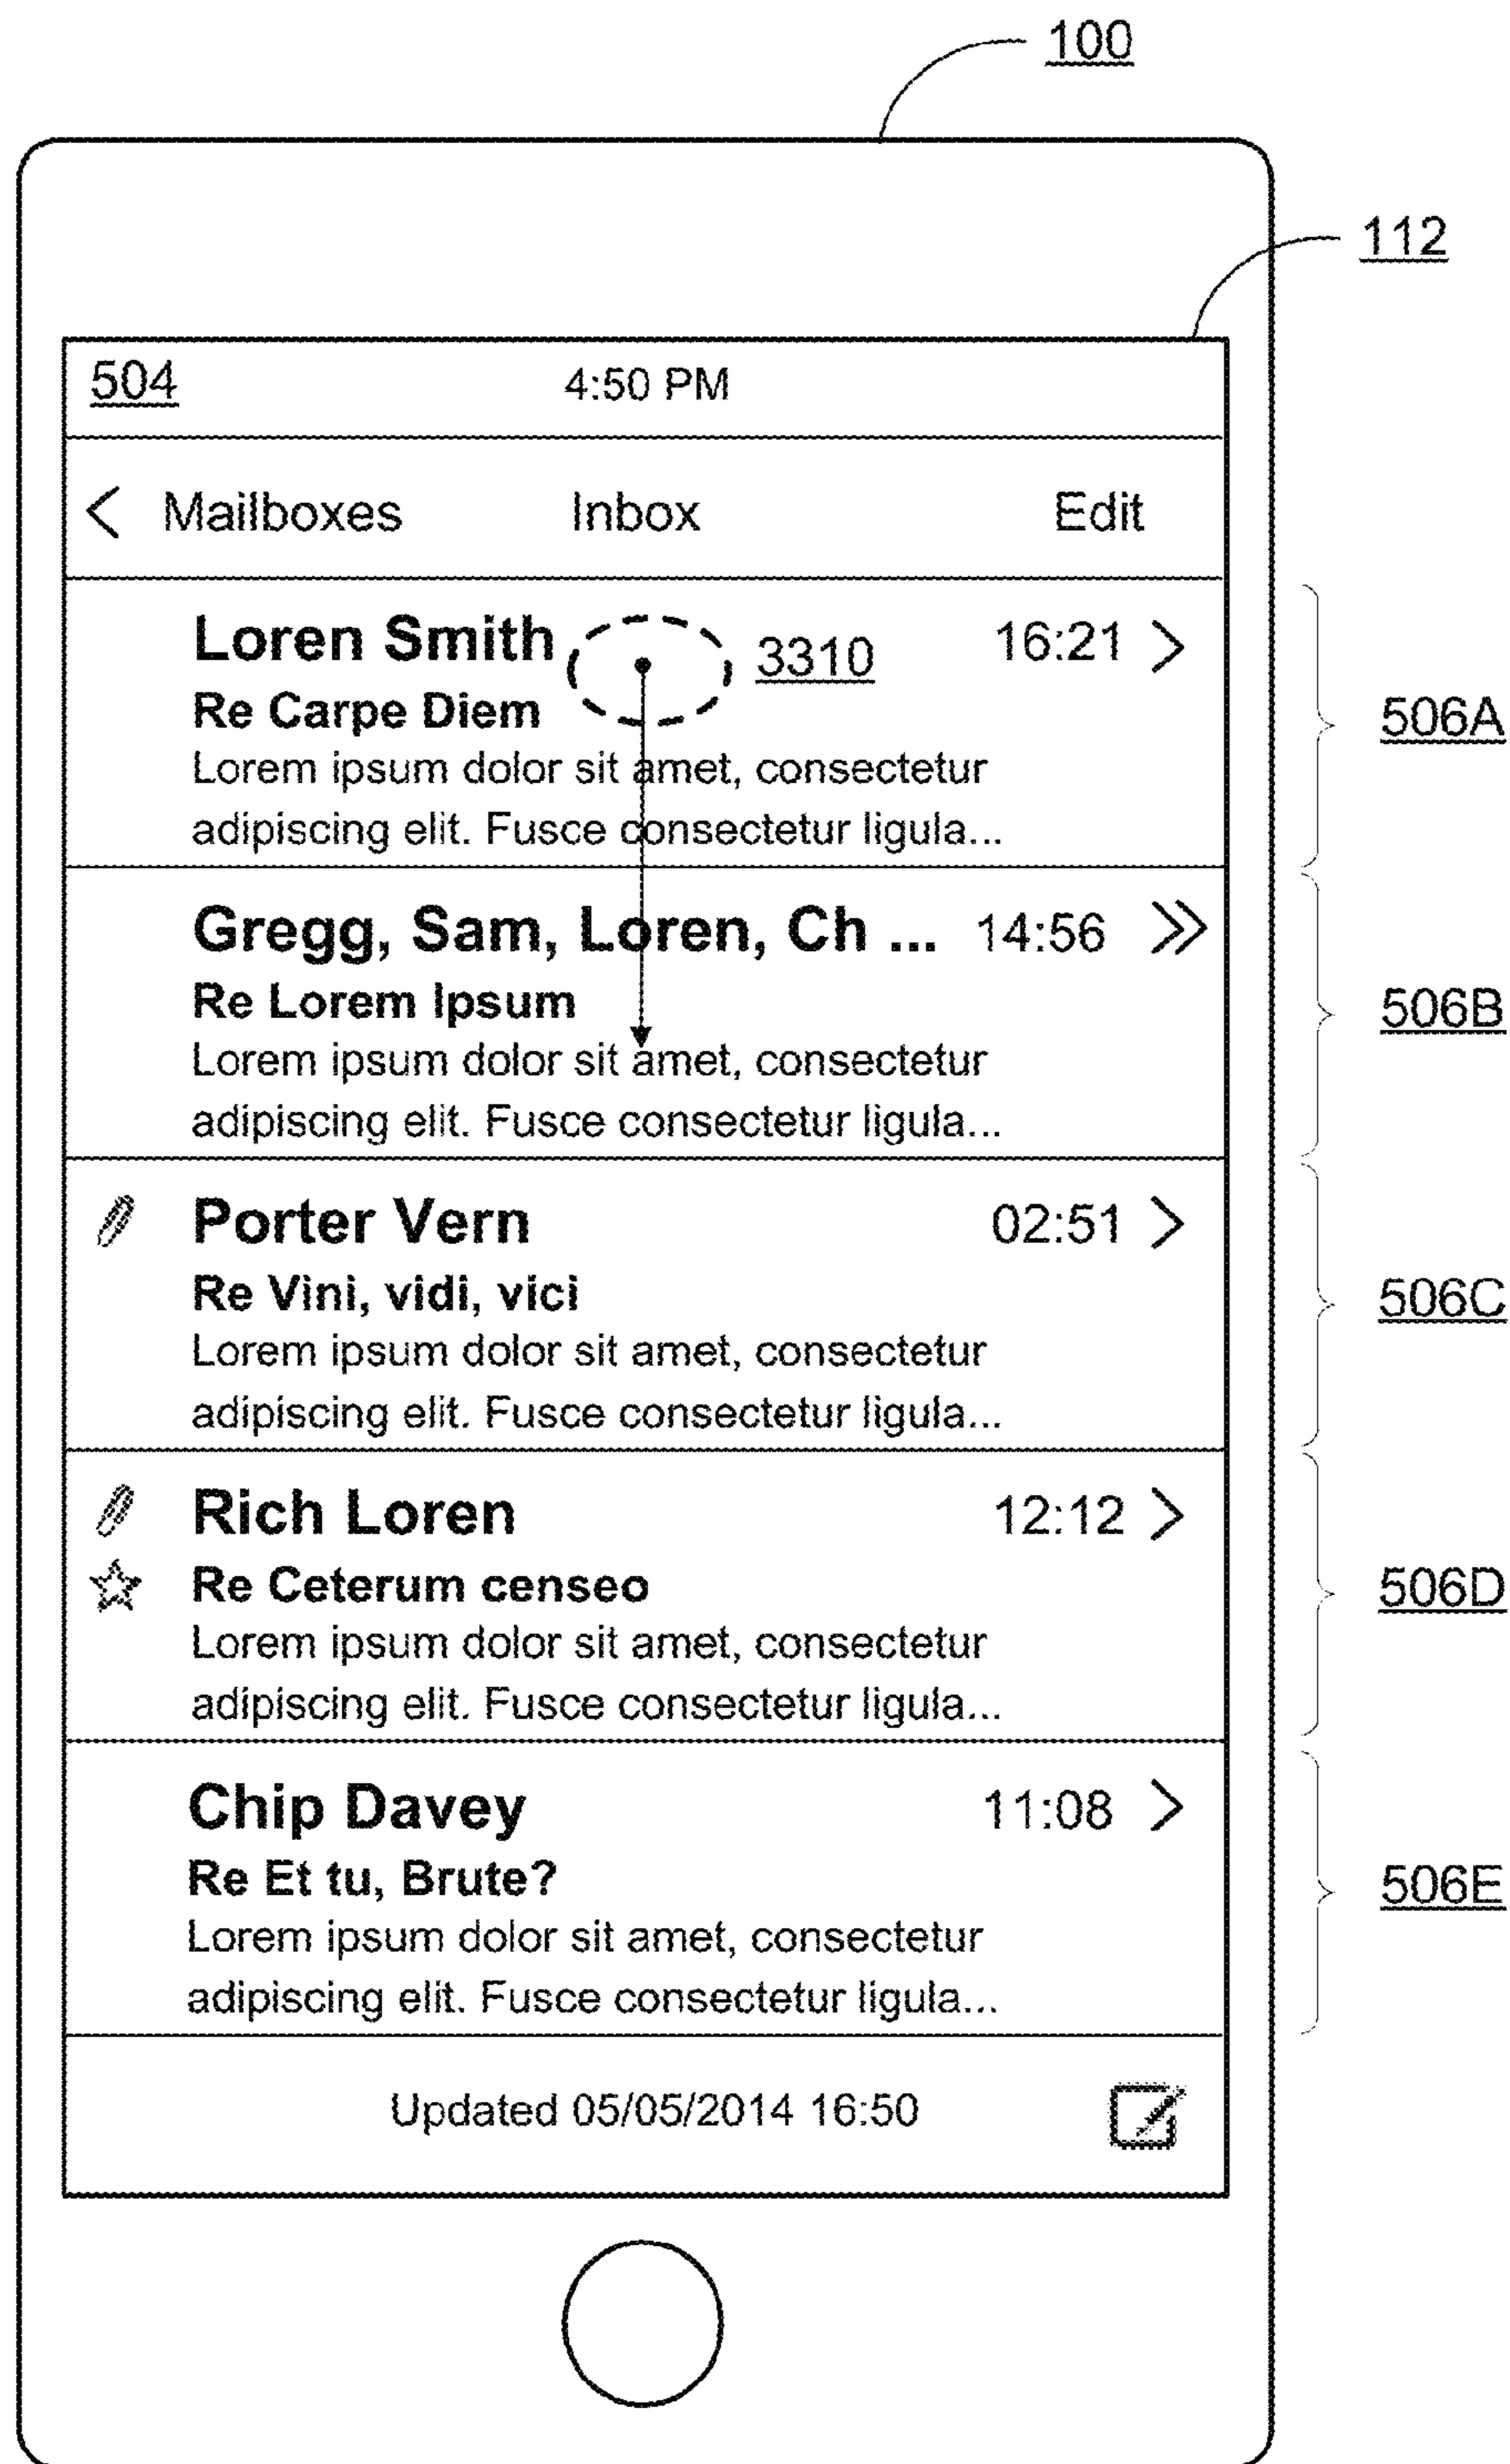 100
112
504 4:50 PM
< Mailboxes Inbox Edit
Loren Smith 3310 16:21 >
Re Carpe Diem
506A
Lorem ipsum dolor sit amet, consectetur
adipiscing elit. Fusce consectetur ligula...
Gregg, Sam, Loren, Ch ... 14:56 >>
Re Lorem Ipsum
506B
Lorem ipsum dolor sit amet, consectetur
adipiscing elit. Fusce consectetur ligula...
Porter Vern 02:51 >
Re Vini, vidi, vici
506C
Lorem ipsum dolor sit amet, consectetur
adipiscing elit. Fusce consectetur ligula...
Rich Loren 12:12 >
Re Ceterum censeo
506D
Lorem ipsum dolor sit amet, consectetur
adipiscing elit. Fusce consectetur ligula...
Chip Davey 11:08 >
Re Et tu, Brute?
506E
Lorem ipsum dolor sit amet, consectetur
adipiscing elit. Fusce consectetur ligula...
Updated 05/05/2014 16:50